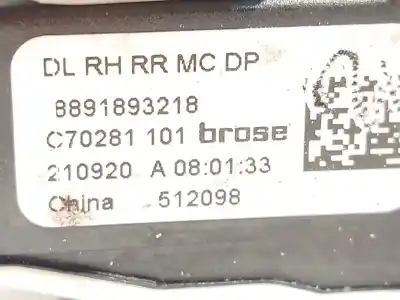 DL RH RR MC DP
8891893218
C70281 101 brose
210920 A 08:01:33
China 512098